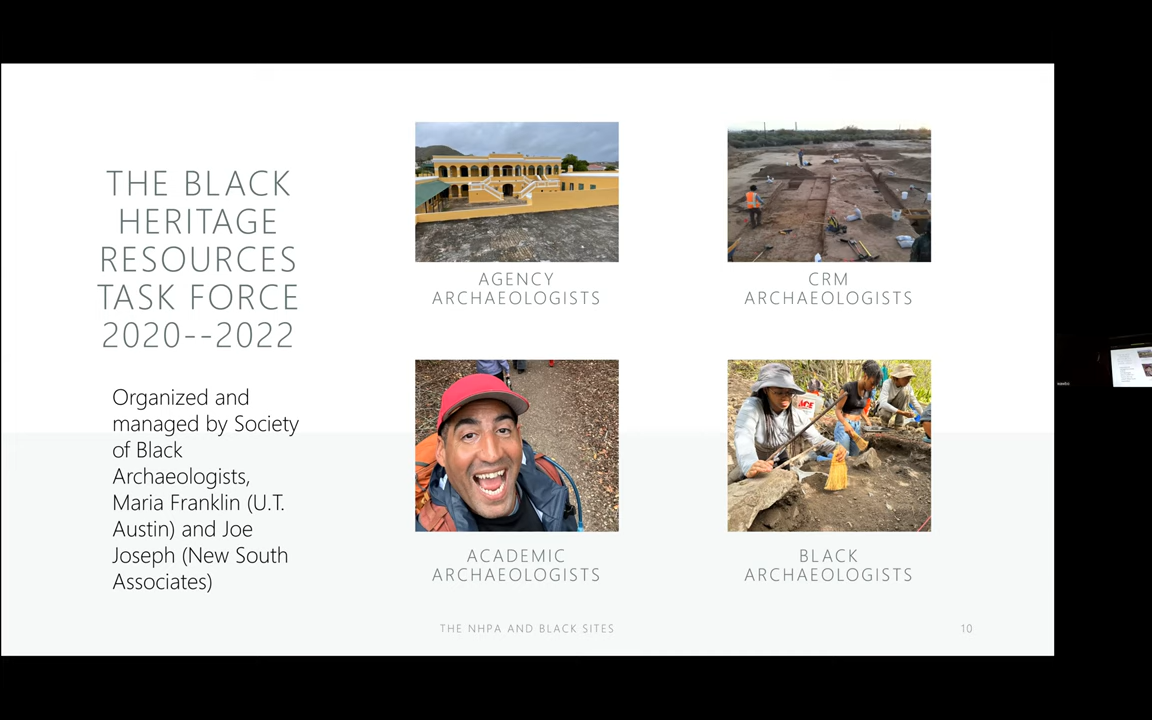 THE BLACK
HERITAGE
RESOURCES
TASK FORCE
2020--2022
Organized and
managed by Society
of Black
Archaeologists,
Maria Franklin (U.T.
Austin) and Joe
Joseph (New South
Associates)
AGENCY
ARCHAEOLOGISTS
CRM
ARCHAEOLOGISTS
ACE
ACADEMIC
ARCHAEOLOGISTS
BLACK
ARCHAEOLOGISTS
THE NHPA AND BLACK SITES
10